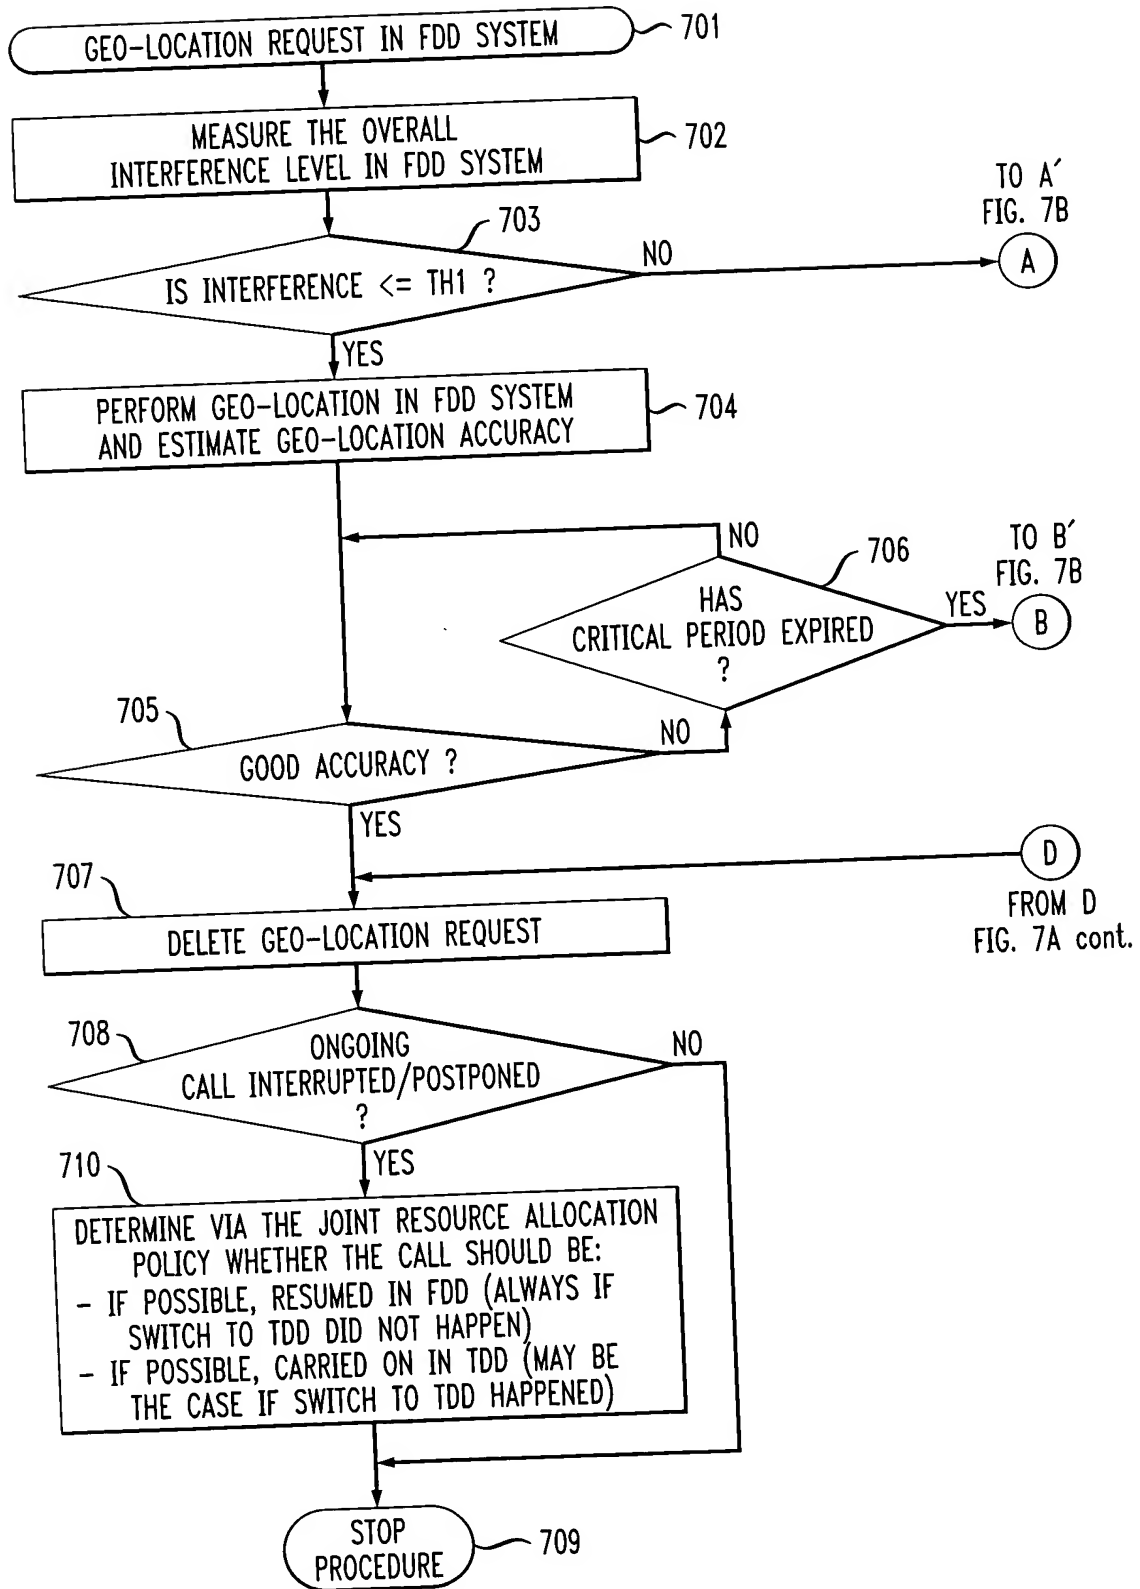 GEO-LOCATION REQUEST IN FDD SYSTEM
701
MEASURE THE OVERALL
INTERFERENCE LEVEL IN FDD SYSTEM
702
TO A′
FIG. 7B
703
NO
A
IS INTERFERENCE <= TH1 ?
YES
PERFORM GEO-LOCATION IN FDD SYSTEM
AND ESTIMATE GEO-LOCATION ACCURACY
704
NO
706
TO B′
FIG. 7B
HAS
CRITICAL PERIOD EXPIRED
?
YES
B
705
GOOD ACCURACY ?
NO
YES
D
FROM D
FIG. 7A cont.
707
DELETE GEO-LOCATION REQUEST
708
ONGOING
CALL INTERRUPTED/POSTPONED
?
NO
YES
710
DETERMINE VIA THE JOINT RESOURCE ALLOCATION
POLICY WHETHER THE CALL SHOULD BE:
- IF POSSIBLE, RESUMED IN FDD (ALWAYS IF
SWITCH TO TDD DID NOT HAPPEN)
- IF POSSIBLE, CARRIED ON IN TDD (MAY BE
THE CASE IF SWITCH TO TDD HAPPENED)
STOP
PROCEDURE
709